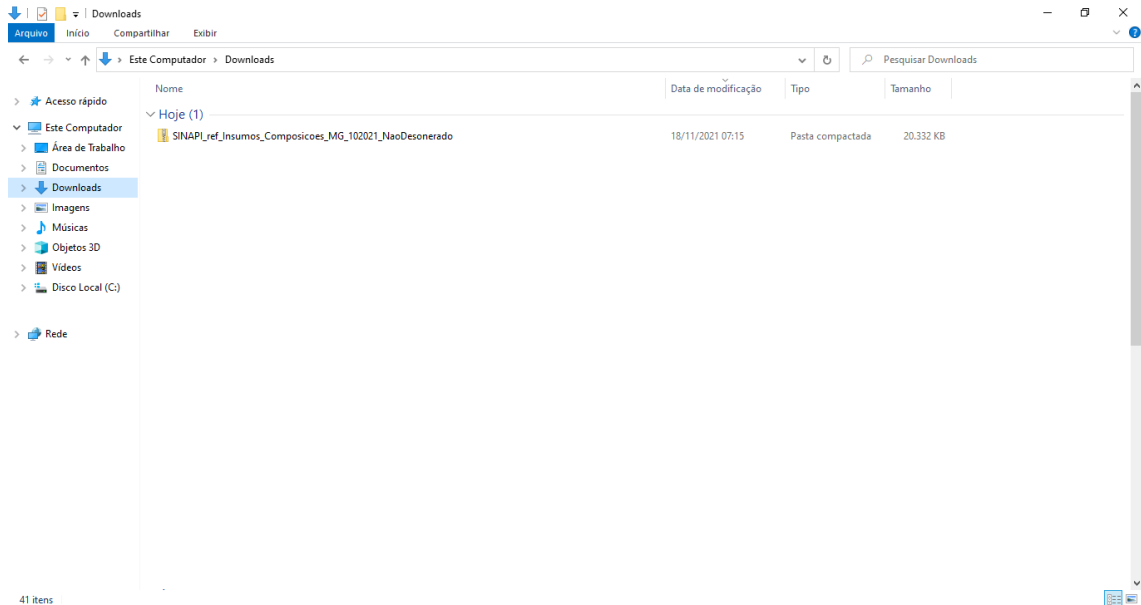 Downloads
Arquivo Início Compartilhar Exibir
Este Computador Downloads
Pesquisar Downloads
Nome Data de modificação Tipo Tamanho
Acesso rápido
Este Computador
Área de Trabalho
Documentos
Downloads
Imagens
Músicas
Objetos 3D
Vídeos
Disco Local (C:)
Rede
Hoje (1)
SINAPI_ref_Insumos_Composicoes_MG_102021_NaoDesonerado 18/11/2021 07:15 Pasta compactada 20.332 KB
41 itens